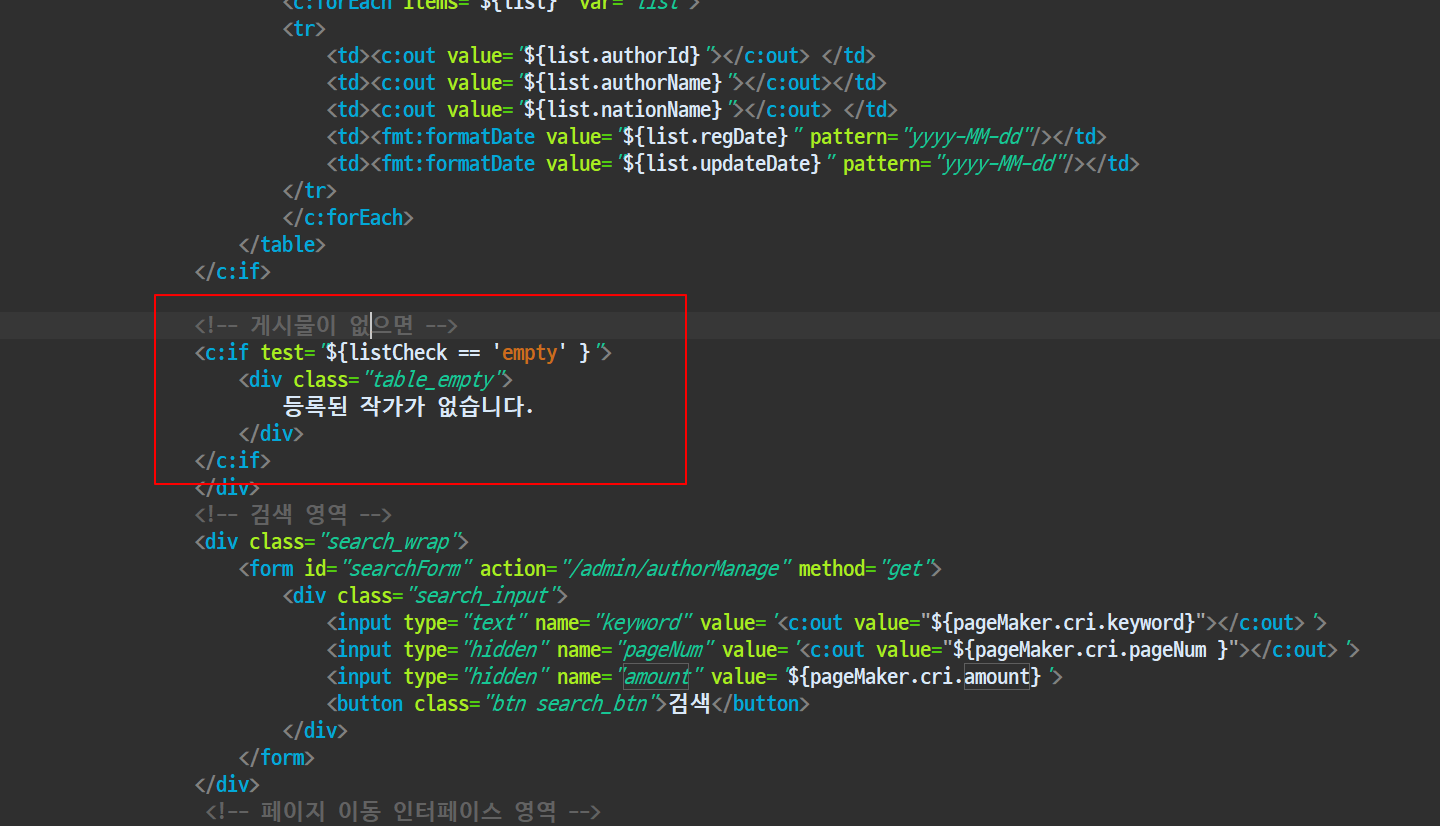 <c:forEach items="${list}" var="list">
<tr>
<td><c:out value="${list.authorId}"></c:out> </td>
<td><c:out value="${list.authorName}"></c:out></td>
<td><c:out value="${list.nationName}"></c:out> </td>
<td><fmt:formatDate value="${list.regDate}" pattern="yyyy-MM-dd"/></td>
<td><fmt:formatDate value="${list.updateDate}" pattern="yyyy-MM-dd"/></td>
</tr>
</c:forEach>
</table>
</c:if>
<!-- 게시물이 없으면 -->
<c:if test="${listCheck == 'empty' }">
<div class="table_empty">
등록된 작가가 없습니다.
</div>
</c:if>
</div>
<!-- 검색 영역 -->
<div class="search_wrap">
<form id="searchForm" action="/admin/authorManage" method="get">
<div class="search_input">
<input type="text" name="keyword" value='<c:out value="${pageMaker.cri.keyword}"></c:out>'>
<input type="hidden" name="pageNum" value='<c:out value="${pageMaker.cri.pageNum }"></c:out>'>
<input type="hidden" name="amount" value='${pageMaker.cri.amount}'>
<button class="btn search_btn">검색</button>
</div>
</form>
</div>
<!-- 페이지 이동 인터페이스 영역 -->